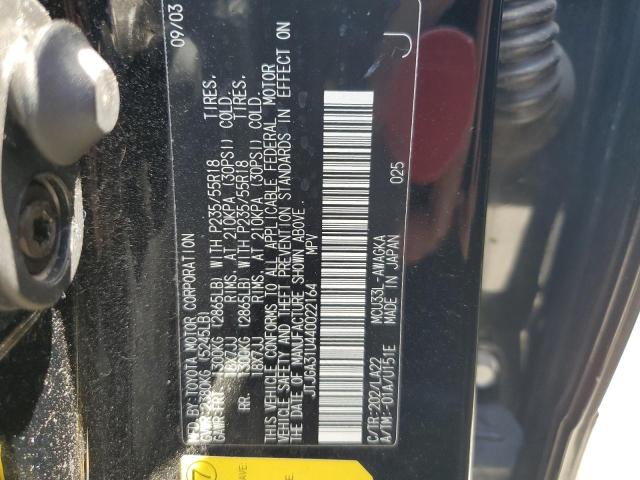 MFD BY:TOYOTA MOTOR CORPORATION 09/03
GVWR 2380KG (5245LB)
GAWR:FRT. 1300KG (2865LB) WITH P235/55R18 TIRES,
18X7JJ RIMS, AT 210KPA (30PSI) COLD.
RR. 1300KG (2865LB) WITH P235/55R18 TIRES,
18X7JJ RIMS, AT 210KPA (30PSI) COLD.
THIS VEHICLE CONFORMS TO ALL APPLICABLE FEDERAL MOTOR
VEHICLE SAFETY AND THEFT PREVENTION STANDARDS IN EFFECT ON
THE DATE OF MANUFACTURE SHOWN ABOVE.
JTJGA31U440022164 MPV
J
025
C/TR:202/LA22 MCU33L-AWAGKA
A/TM:-01A/U151E MADE IN JAPAN